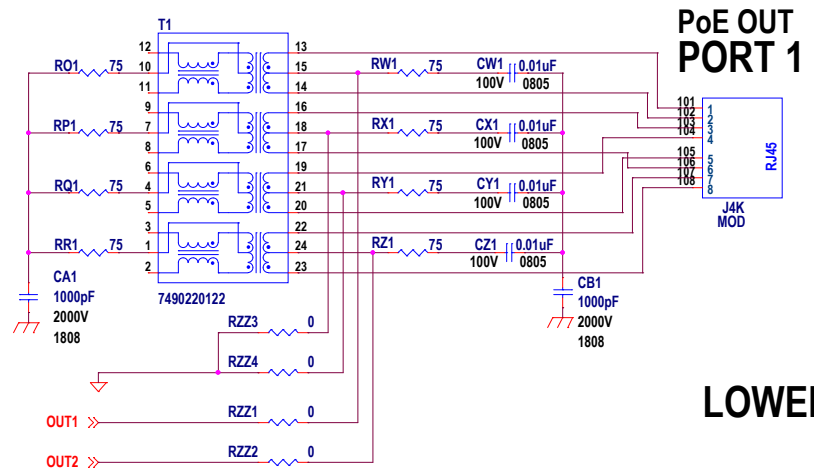 T1
PoE OUT
PORT 1
12
13
RO1 75
10
15
RW1 75
CW1 0.01uF
100V 0805
11
14
9
16
RP1 75
7
18
RX1 75
CX1 0.01uF
100V 0805
8
17
6
19
RQ1 75
4
21
RY1 75
CY1 0.01uF
100V 0805
5
20
3
22
RR1 75
1
24
RZ1 75
CZ1 0.01uF
100V 0805
2
23
101
102
103
104
105
106
107
108
1
2
3
4
5
6
7
8
RJ45
J4K
MOD
CA1
1000pF
2000V
1808
7490220122
CB1
1000pF
2000V
1808
RZZ3 0
RZZ4 0
RZZ1 0
OUT1
RZZ2 0
OUT2
LOWE